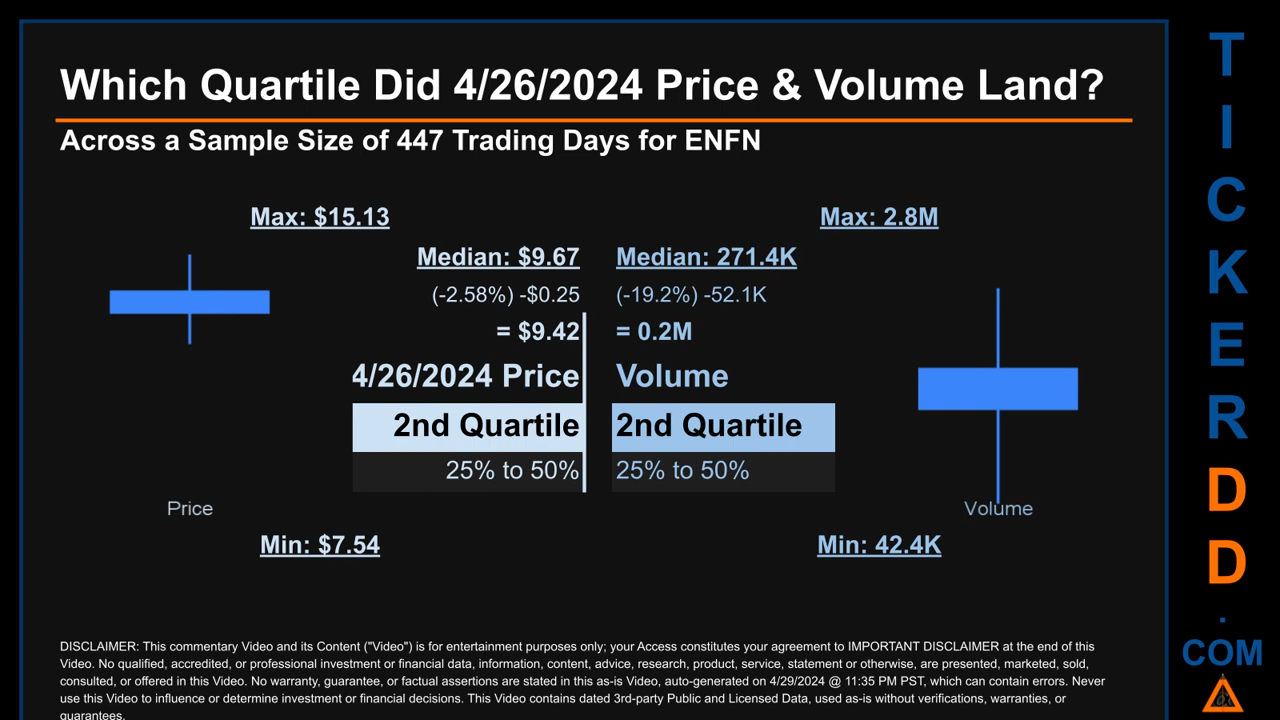 Which Quartile Did 4/26/2024 Price & Volume Land?
Across a Sample Size of 447 Trading Days for ENFN
Max: $15.13
Max: 2.8M
Median: $9.67
Median: 271.4K
(-2.58%) -$0.25
(-19.2%) -52.1K
= $9.42
= 0.2M
4/26/2024 Price
Volume
2nd Quartile
2nd Quartile
25% to 50%
25% to 50%
Price
Volume
Min: $7.54
Min: 42.4K
DISCLAIMER: This commentary Video and its Content ("Video") is for entertainment purposes only; your Access constitutes your agreement to IMPORTANT DISCLAIMER at the end of this
Video. No qualified, accredited, or professional investment or financial data, information, content, advice, research, product, service, statement or otherwise, are presented, marketed, sold,
consulted, or offered in this Video. No warranty, guarantee, or factual assertions are stated in this as-is Video, auto-generated on 4/29/2024 @ 11:35 PM PST, which can contain errors. Never
use this Video to influence or determine investment or financial decisions. This Video contains dated 3rd-party Public and Licensed Data, used as-is without verifications, warranties, or
guarantees.
T
I
C
K
E
R
D
D
.
COM